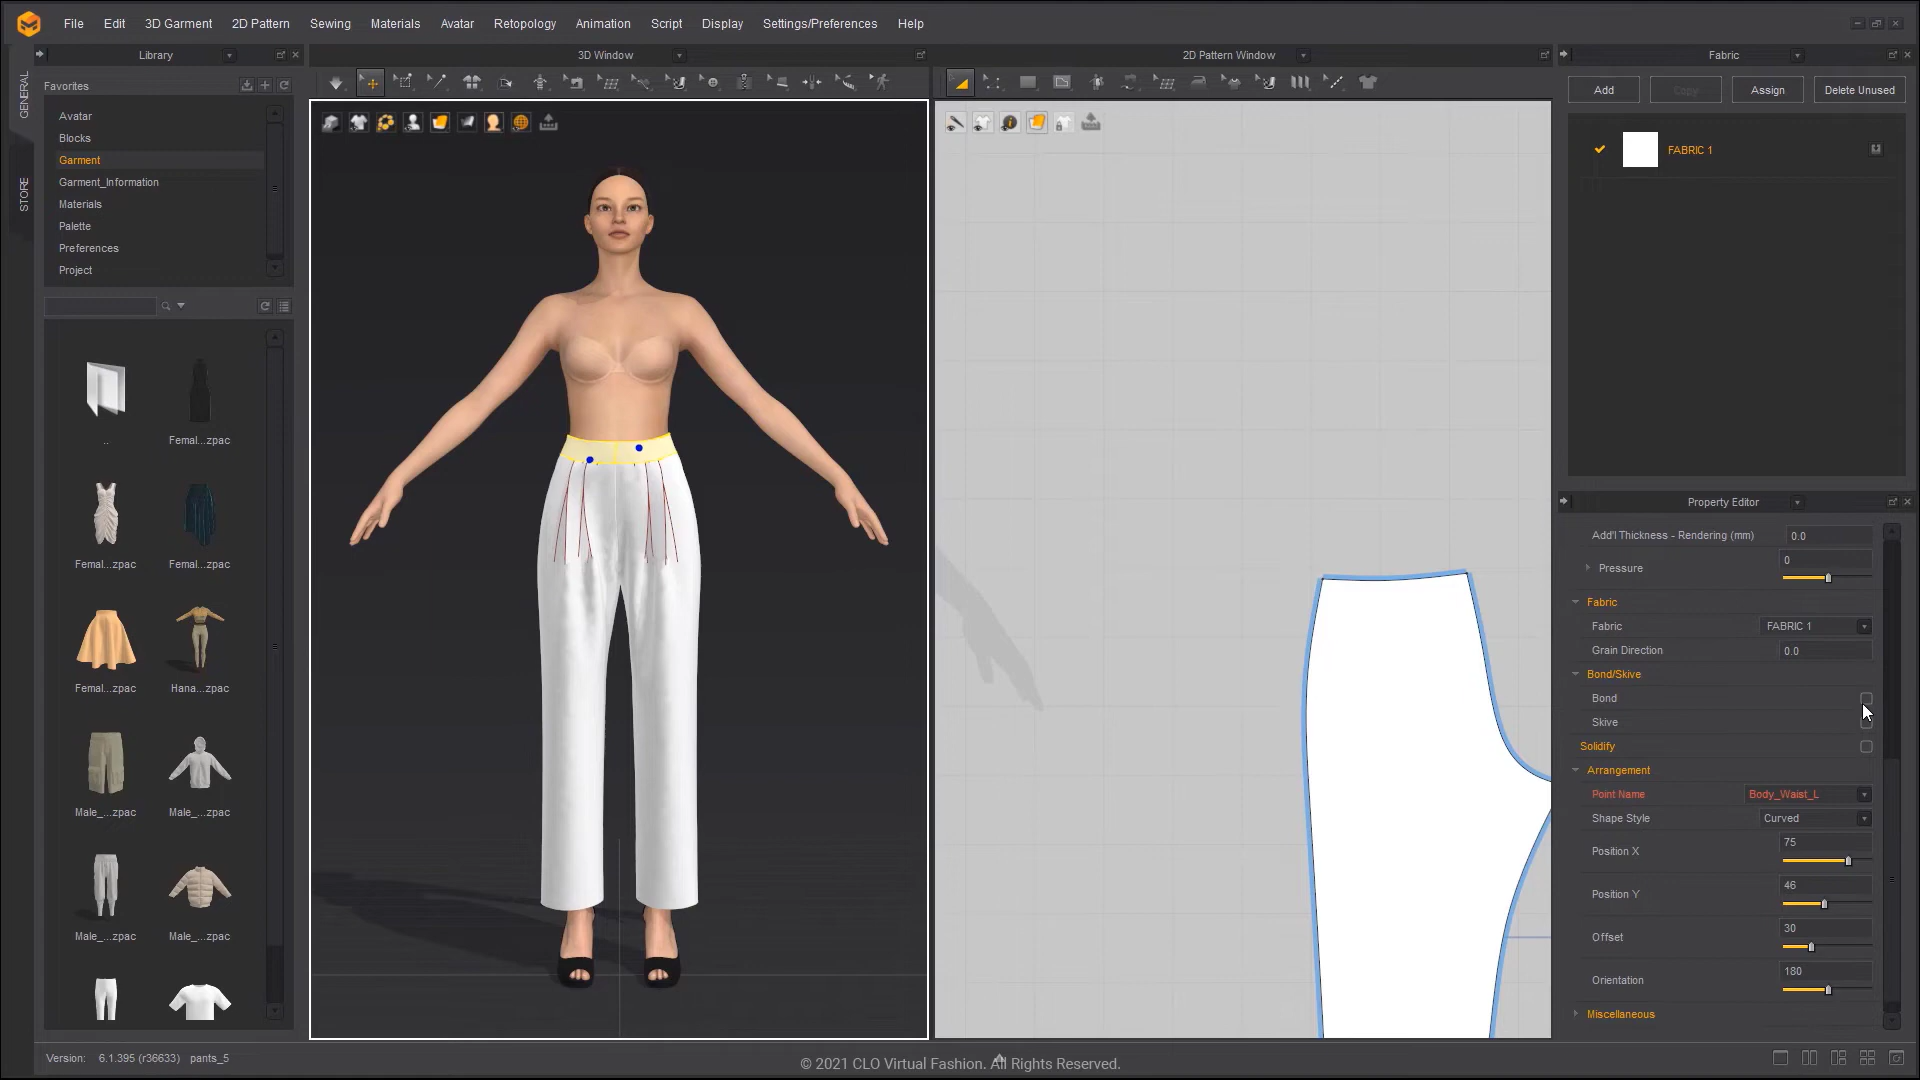 File Edit 3D Garment 2D Pattern Sewing Materials Avatar Retopology Animation Script Display Settings/Preferences Help
Library
3D Window
2D Pattern Window
Fabric
GENERAL
STORE
Favorites
Avatar
Blocks
Garment
Garment_Information
Materials
Palette
Preferences
Project
..
Femal...zpac
Femal...zpac
Femal...zpac
Femal...zpac
Hana...zpac
Male_...zpac
Male_...zpac
Male_...zpac
Male_...zpac
Add Copy Assign Delete Unused
FABRIC 1
Property Editor
Add'l Thickness - Rendering (mm) 0.0
Pressure 0
Fabric
Fabric FABRIC 1
Grain Direction 0.0
Bond/Skive
Bond
Skive
Solidify
Arrangement
Point Name Body_Waist_L
Shape Style Curved
Position X 75
Position Y 46
Offset 30
Orientation 180
Miscellaneous
Version: 6.1.395 (r36633) pants_5
© 2021 CLO Virtual Fashion. All Rights Reserved.